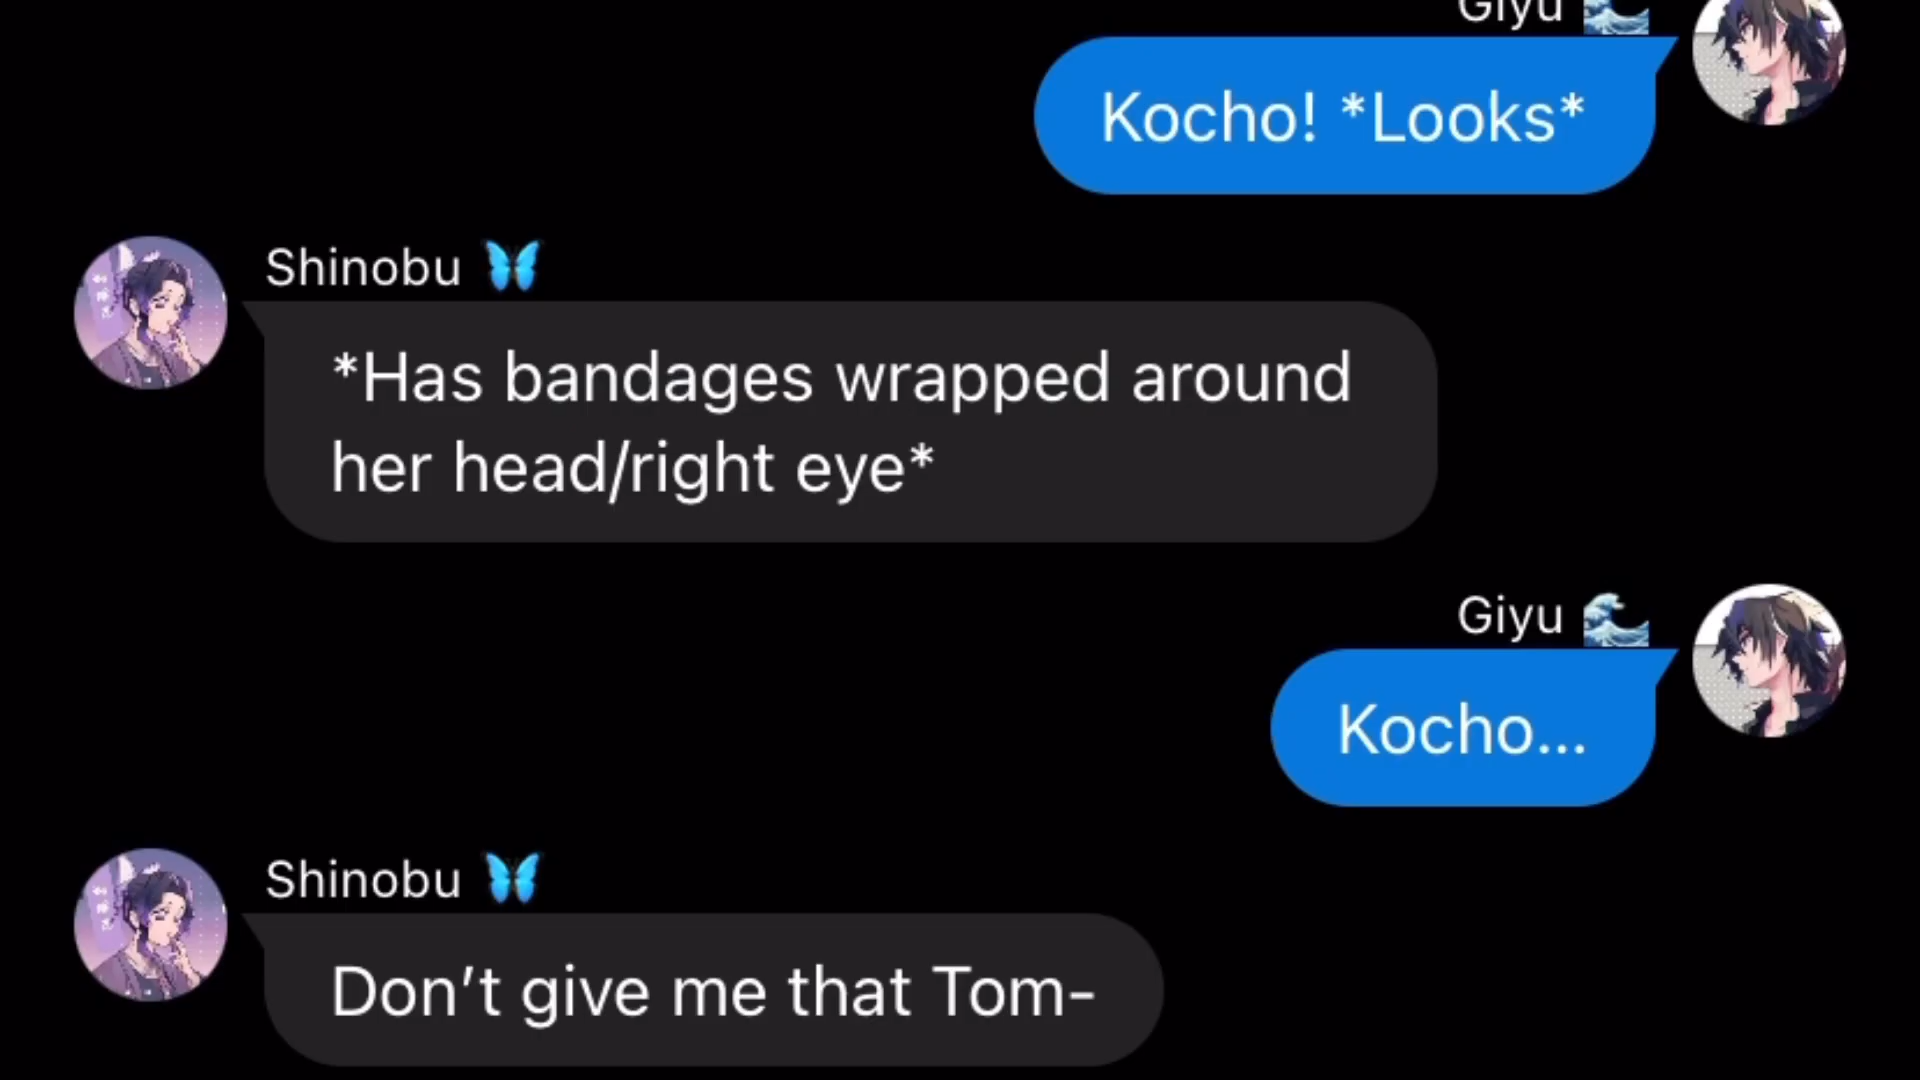 Giyu 🌊
Kocho! *Looks*
Shinobu 🦋
*Has bandages wrapped around
her head/right eye*
Giyu 🌊
Kocho...
Shinobu 🦋
Don't give me that Tom-